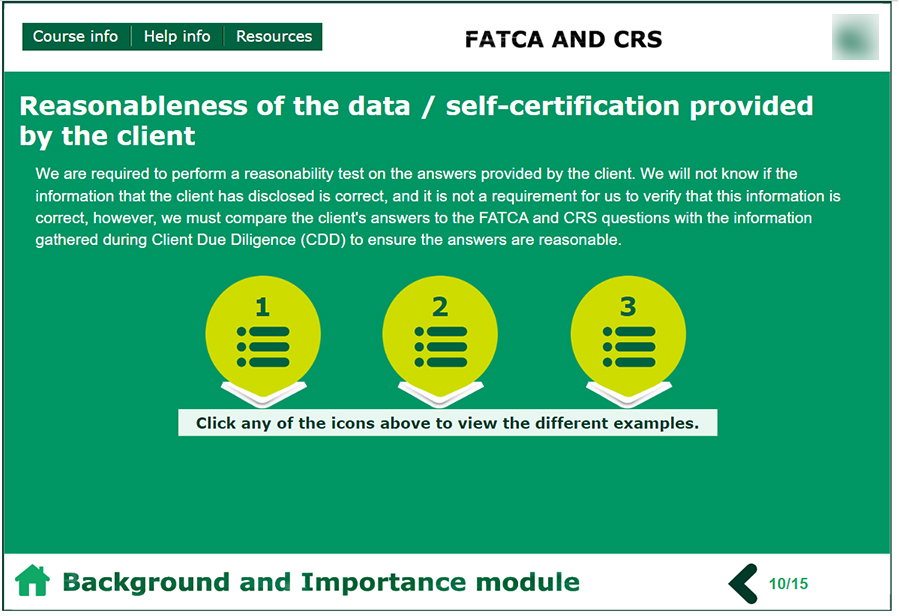 Course info Help info Resources
FATCA AND CRS
Reasonableness of the data / self-certification provided
by the client
We are required to perform a reasonability test on the answers provided by the client. We will not know if the
information that the client has disclosed is correct, and it is not a requirement for us to verify that this information is
correct, however, we must compare the client's answers to the FATCA and CRS questions with the information
gathered during Client Due Diligence (CDD) to ensure the answers are reasonable.
1 2 3
Click any of the icons above to view the different examples.
Background and Importance module
10/15